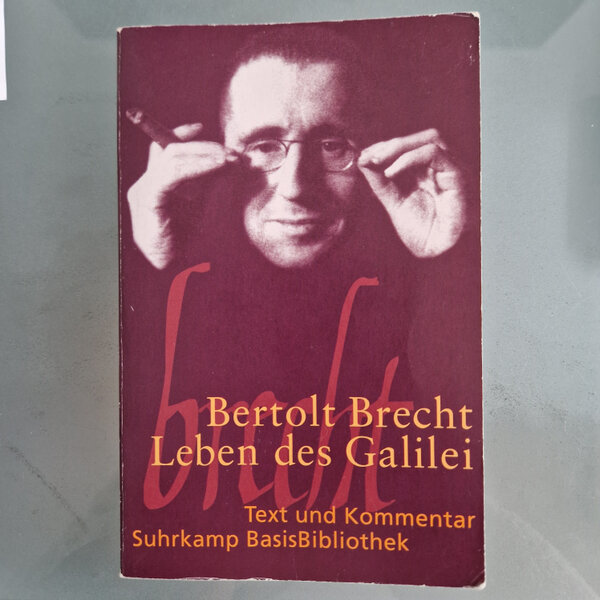 brecht
Bertolt Brecht
Leben des Galilei
Text und Kommentar
Suhrkamp BasisBibliothek